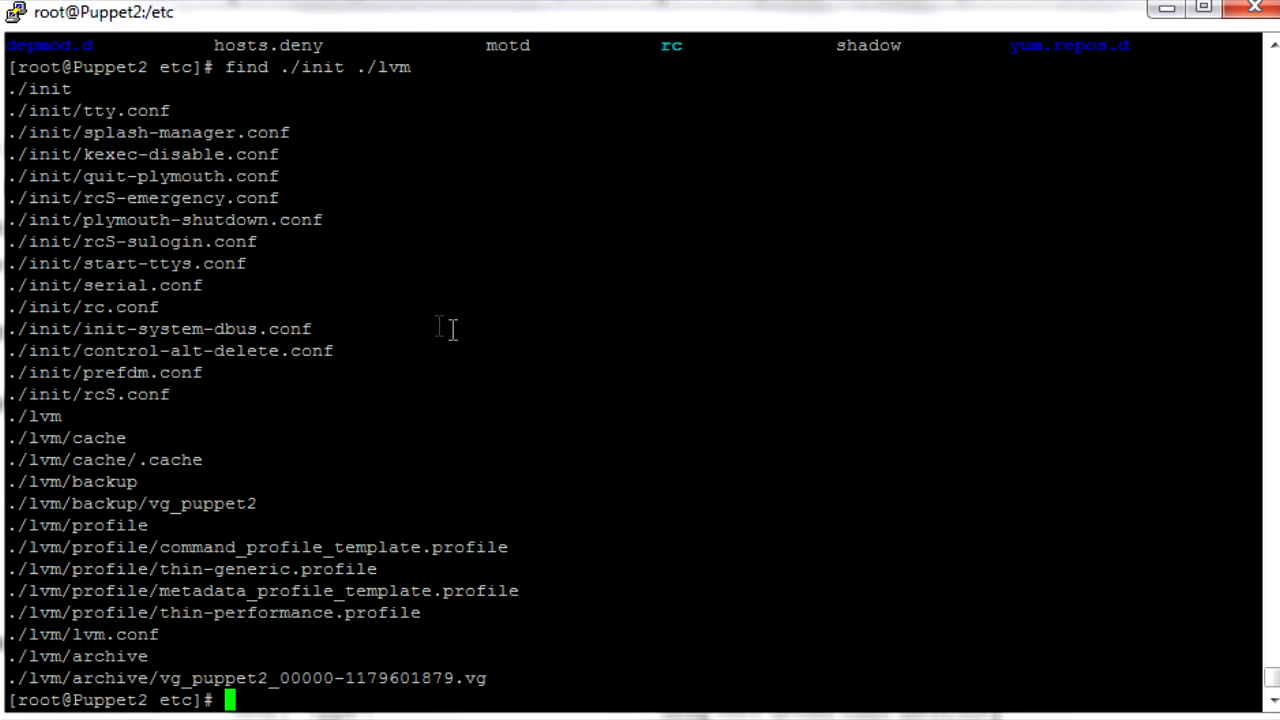 root@Puppet2:/etc
depmod.d hosts.deny motd rc shadow yum.repos.d
[root@Puppet2 etc]# find ./init ./lvm
./init
./init/tty.conf
./init/splash-manager.conf
./init/kexec-disable.conf
./init/quit-plymouth.conf
./init/rcS-emergency.conf
./init/plymouth-shutdown.conf
./init/rcS-sulogin.conf
./init/start-ttys.conf
./init/serial.conf
./init/rc.conf
./init/init-system-dbus.conf
./init/control-alt-delete.conf
./init/prefdm.conf
./init/rcS.conf
./lvm
./lvm/cache
./lvm/cache/.cache
./lvm/backup
./lvm/backup/vg_puppet2
./lvm/profile
./lvm/profile/command_profile_template.profile
./lvm/profile/thin-generic.profile
./lvm/profile/metadata_profile_template.profile
./lvm/profile/thin-performance.profile
./lvm/lvm.conf
./lvm/archive
./lvm/archive/vg_puppet2_00000-1179601879.vg
[root@Puppet2 etc]#